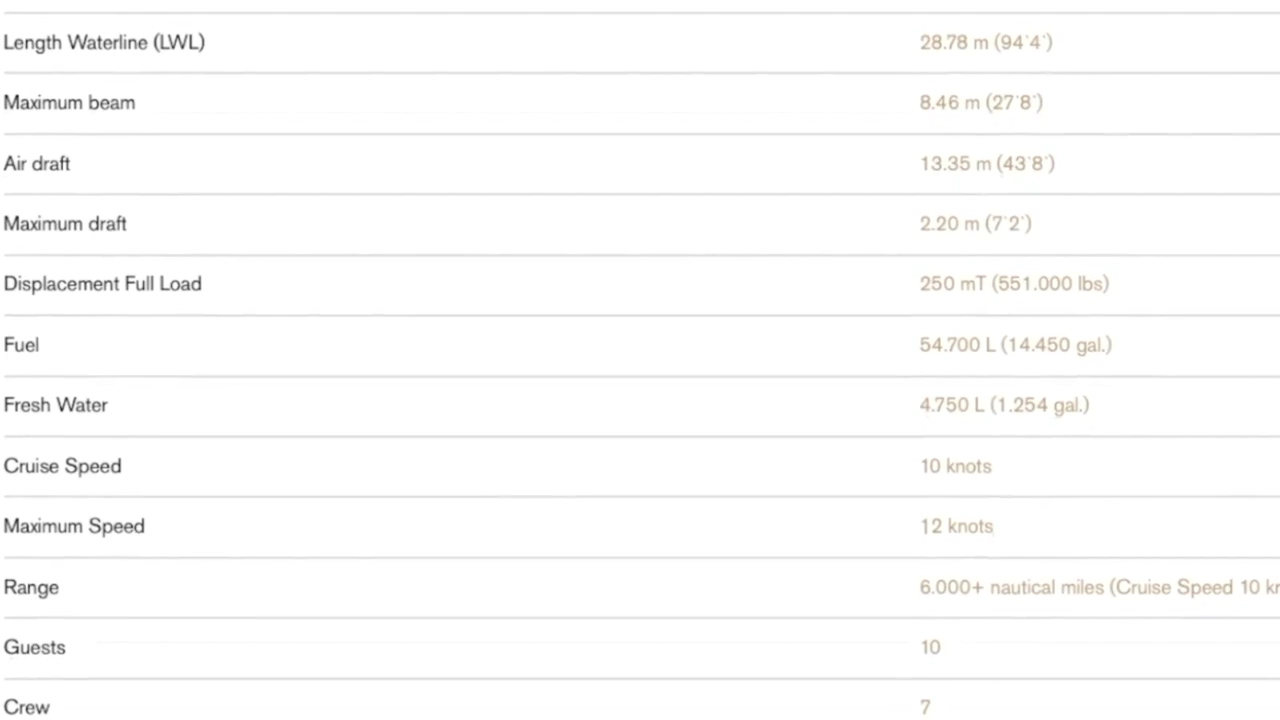 Length Waterline (LWL) 28.78 m (94'4')
Maximum beam 8.46 m (27'8')
Air draft 13.35 m (43'8')
Maximum draft 2.20 m (7'2')
Displacement Full Load 250 mT (551.000 lbs)
Fuel 54.700 L (14.450 gal.)
Fresh Water 4.750 L (1.254 gal.)
Cruise Speed 10 knots
Maximum Speed 12 knots
Range 6.000+ nautical miles (Cruise Speed 10 kn
Guests 10
Crew 7